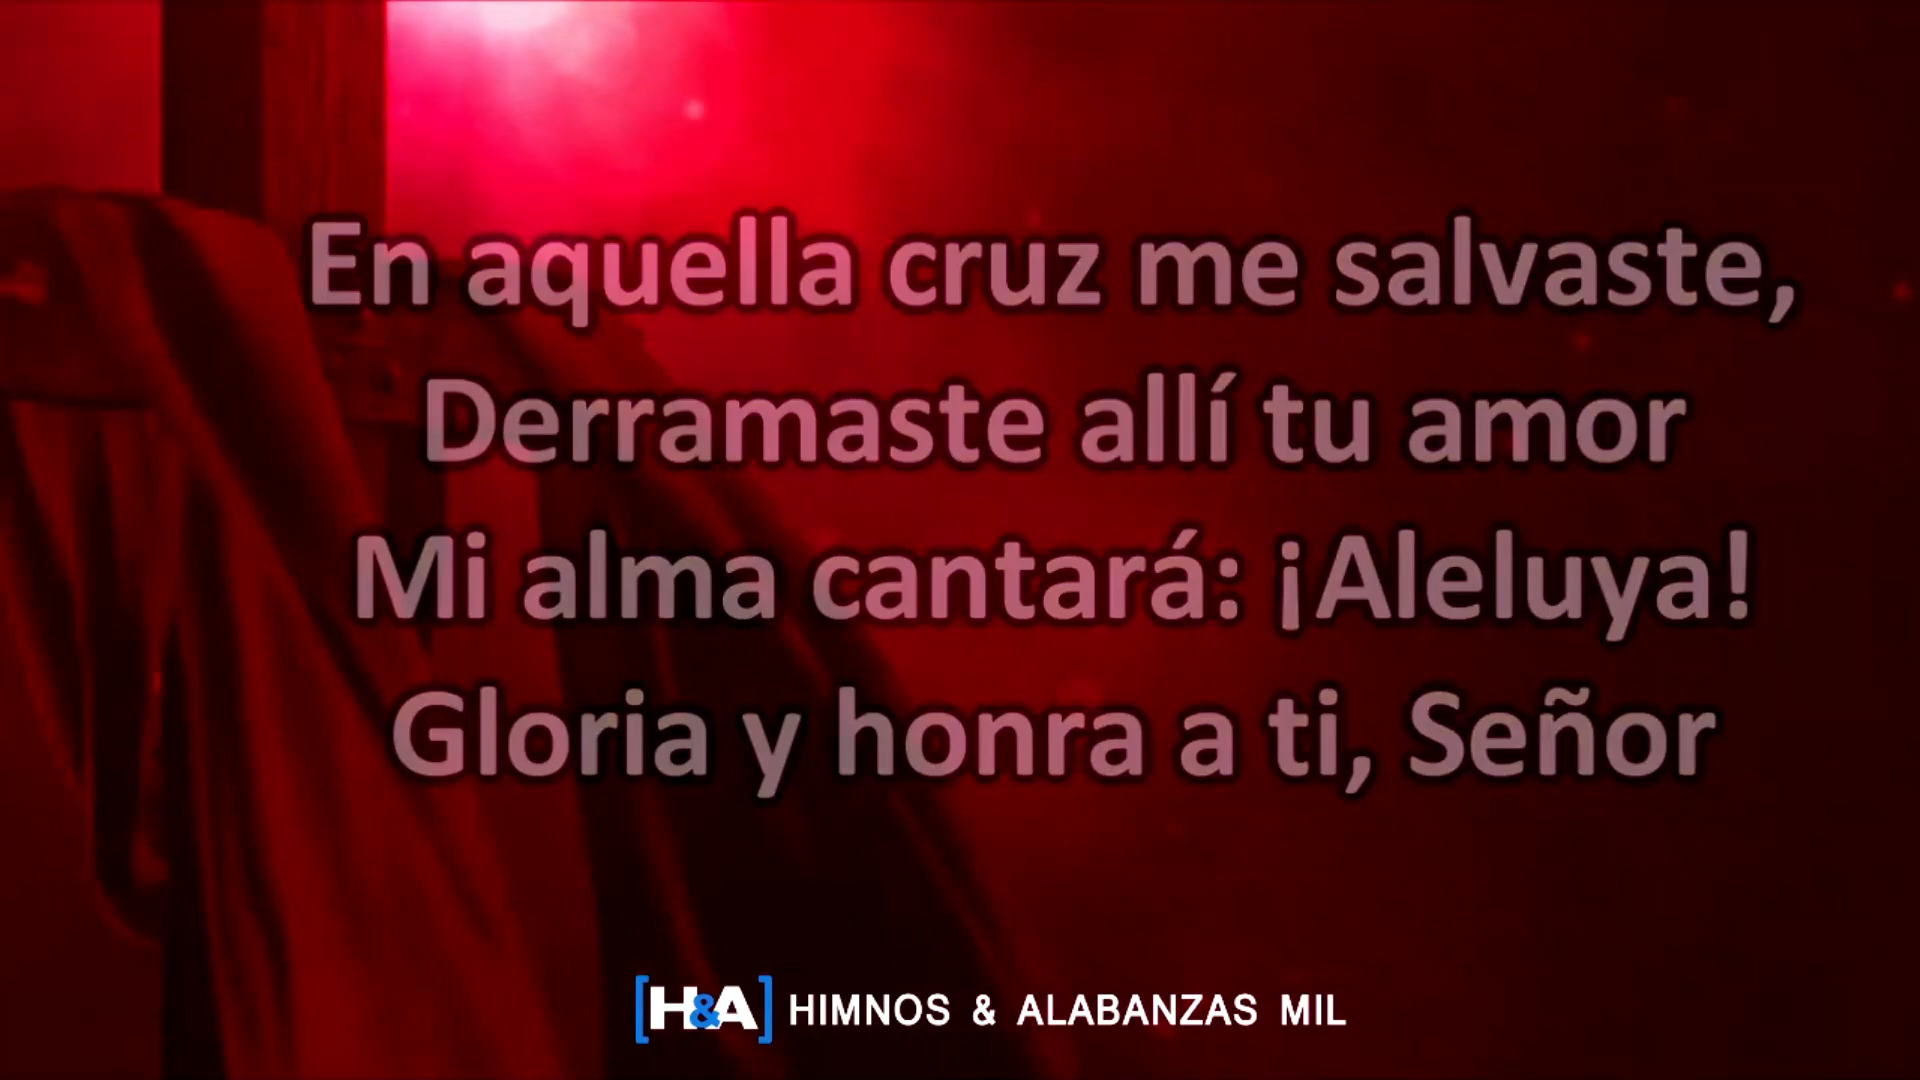 En aquella cruz me salvaste,
Derramaste allí tu amor
Mi alma cantará: ¡Aleluya!
Gloria y honra a ti, Señor
[H&A] HIMNOS & ALABANZAS MIL